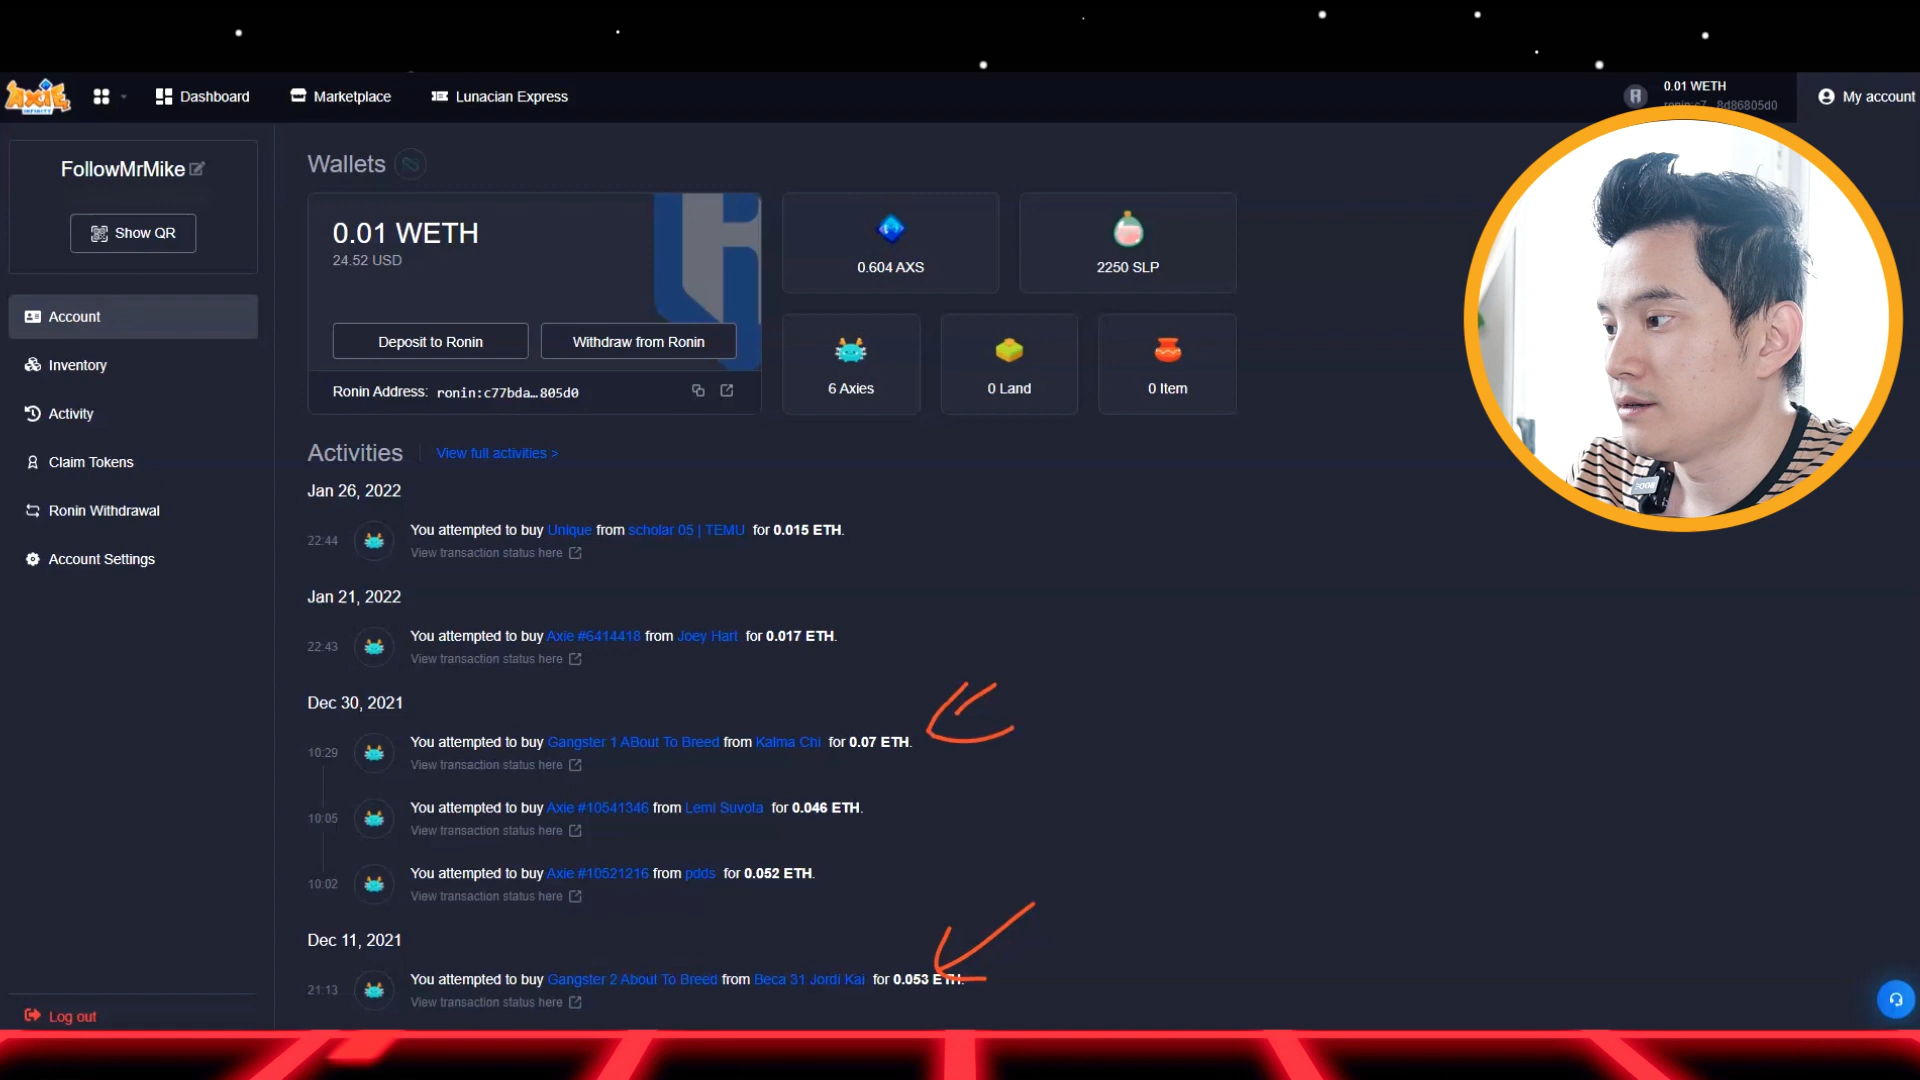 AXIE
INFINITY
Dashboard
Marketplace
Lunacian Express
0.01 WETH
8d86805d0
My account
FollowMrMike
Show QR
Account
Inventory
Activity
Claim Tokens
Ronin Withdrawal
Account Settings
Log out
Wallets
0.01 WETH
24.52 USD
Deposit to Ronin
Withdraw from Ronin
Ronin Address: ronin:c77bda…805d0
0.604 AXS
2250 SLP
6 Axies
0 Land
0 Item
Activities
View full activities >
Jan 26, 2022
22:44
You attempted to buy Unique from scholar 05 | TEMU for 0.015 ETH.
View transaction status here
Jan 21, 2022
22:43
You attempted to buy Axie #6414418 from Joey Hart for 0.017 ETH.
View transaction status here
Dec 30, 2021
10:29
You attempted to buy Gangster 1 ABout To Breed from Kalma Chi for 0.07 ETH.
View transaction status here
10:05
You attempted to buy Axie #10541346 from Lemi Suvota for 0.046 ETH.
View transaction status here
10:02
You attempted to buy Axie #10521216 from pdds for 0.052 ETH.
View transaction status here
Dec 11, 2021
21:13
You attempted to buy Gangster 2 About To Breed from Beca 31 Jordi Kai for 0.053 ETH.
View transaction status here